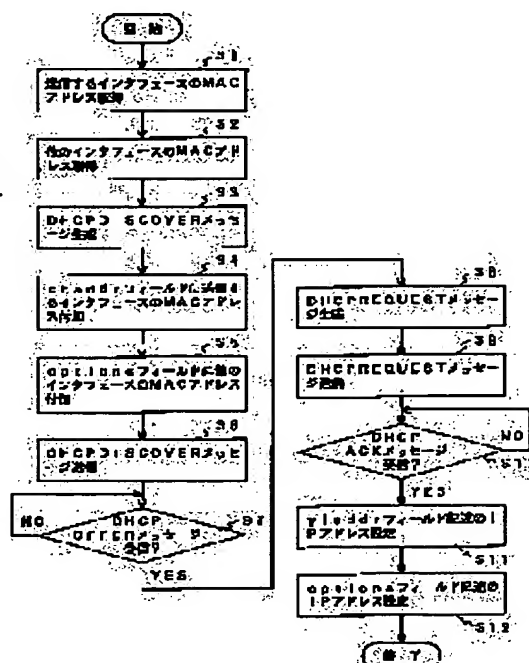 開始
S1
送信するインタフェースのMAC
アドレス取得
S2
他のインタフェースのMACアド
レス取得
S3
DHCPDISCOVERメッセ
ージ生成
S4
chaddrフィールドに送信す
るインタフェースのMACアドレ
ス付加
S5
optionsフィールドに他の
インタフェースのMACアドレス
付加
S6
DHCPDISCOVERメッセ
ージ送信
DHCP
OFFERメッセージ
受信?
S7
NO
YES
S8
DHCPREQUESTメッセー
ジ生成
S9
DHCPREQUESTメッセー
ジ送信
DHCP
ACKメッセージ
受信?
NO
YES
yiaddrフィールド記述のI
Pアドレス設定
S11
optionsフィールド記述の
IPアドレス設定
S12
終了